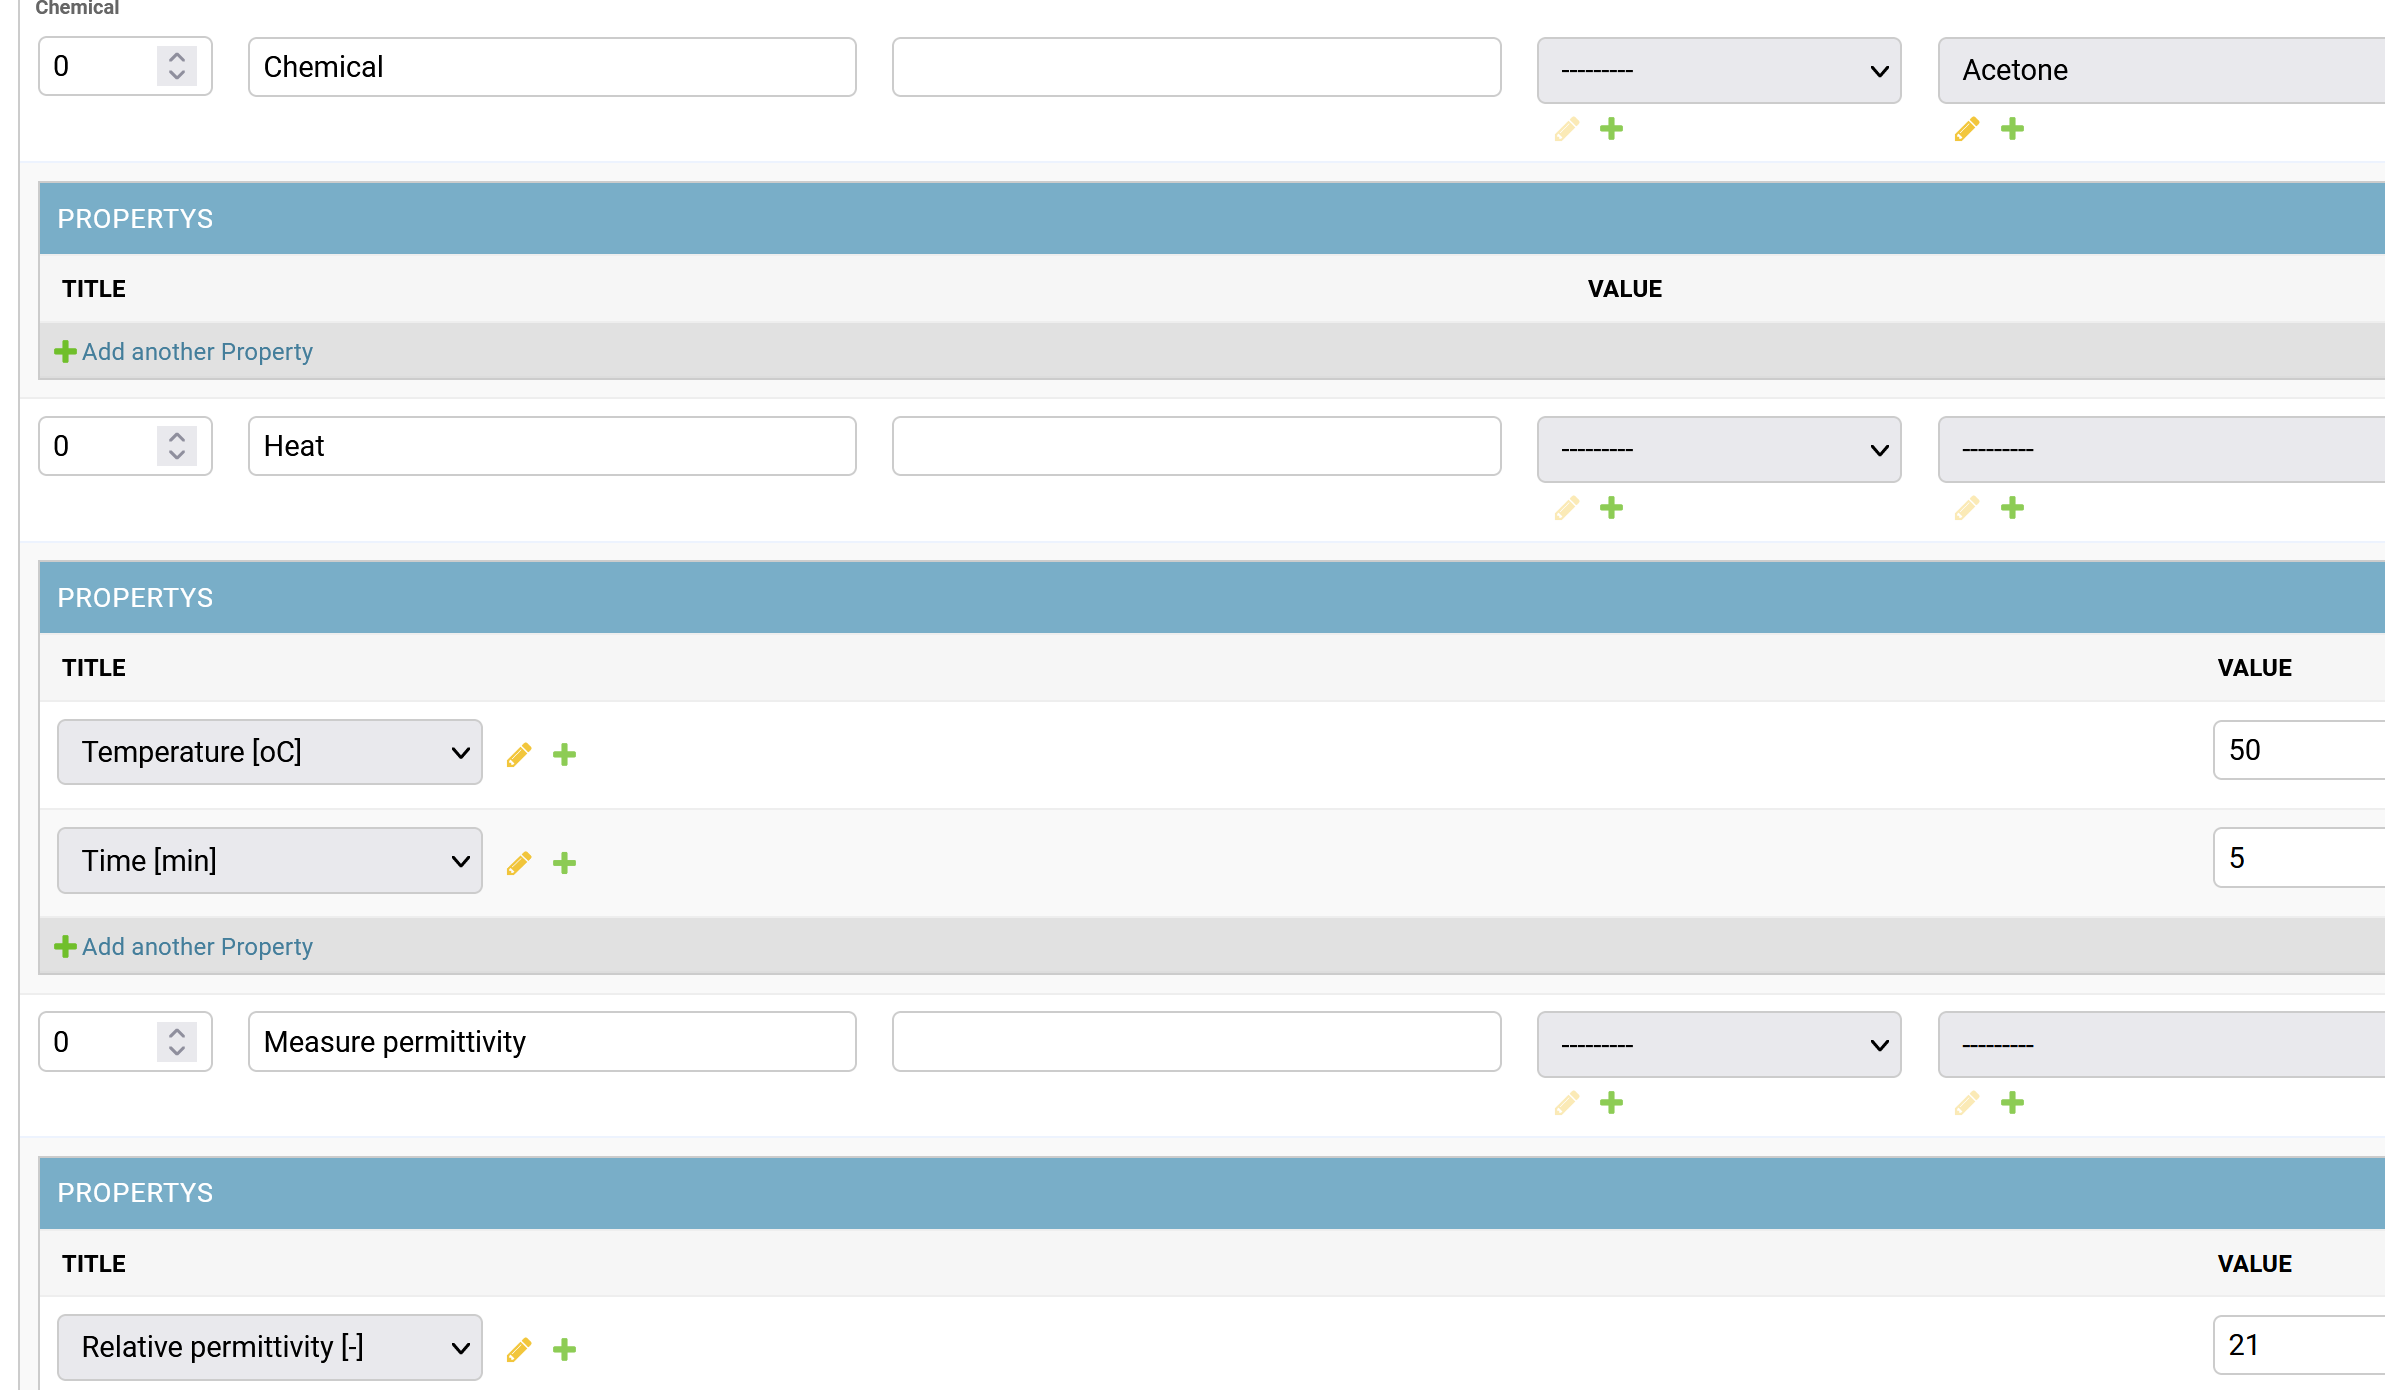 Chemical
0 Chemical --------- Acetone
PROPERTYS
TITLE VALUE
Add another Property
0 Heat --------- ---------
PROPERTYS
TITLE VALUE
Temperature [oC] 50
Time [min] 5
Add another Property
0 Measure permittivity --------- ---------
PROPERTYS
TITLE VALUE
Relative permittivity [-] 21